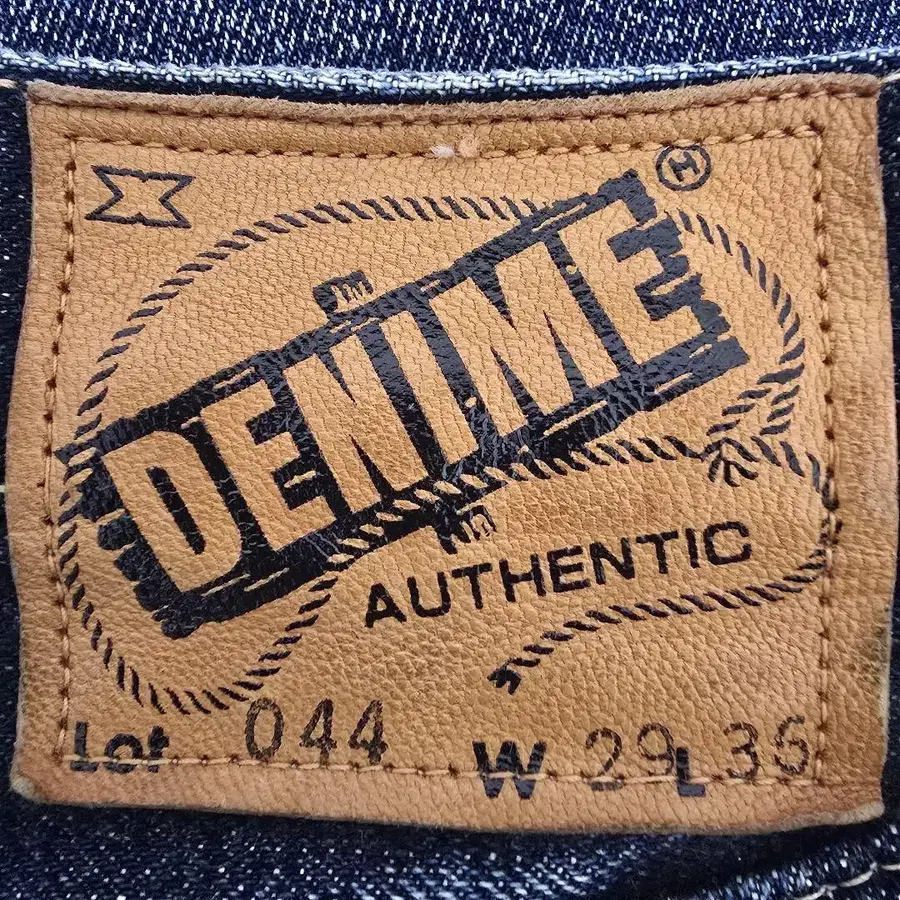 Ⓗ
DENIME
AUTHENTIC
Lot 044 W 29 L 36